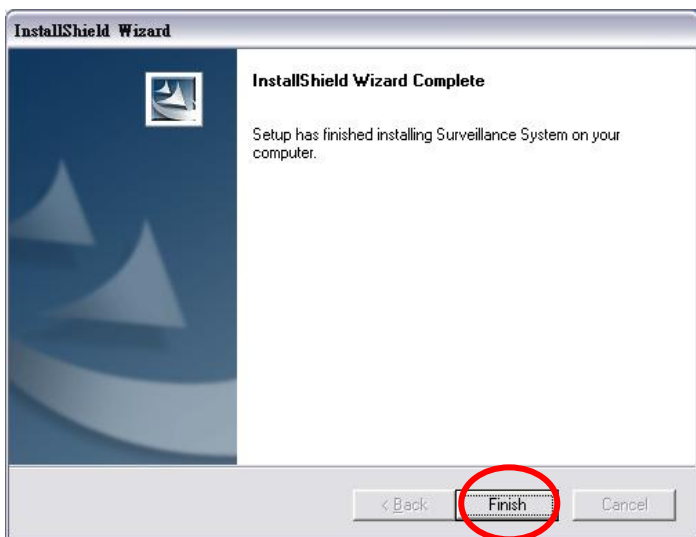 InstallShield Wizard
InstallShield Wizard Complete
Setup has finished installing Surveillance System on your
computer.
< Back
Finish
Cancel